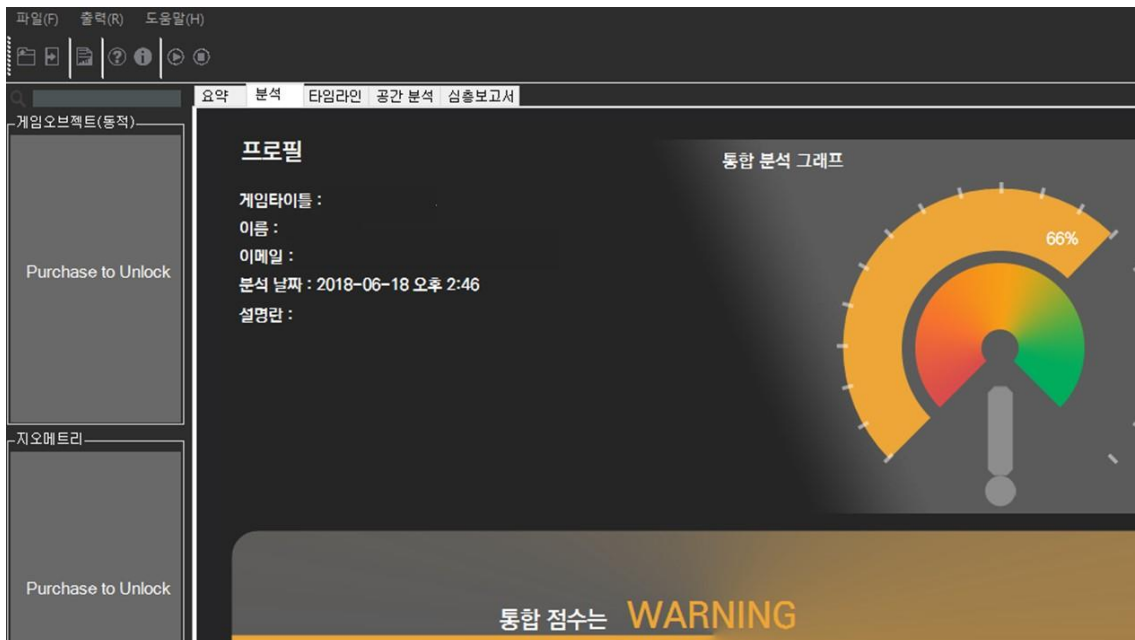 파일(F) 출력(R) 도움말(H)
요약 분석 타임라인 공간 분석 심층보고서
게임오브젝트(동적)
Purchase to Unlock
지오메트리
Purchase to Unlock
프로필
게임타이틀 :
이름 :
이메일 :
분석 날짜 : 2018-06-18 오후 2:46
설명란 :
통합 분석 그래프
66%
통합 점수는 WARNING